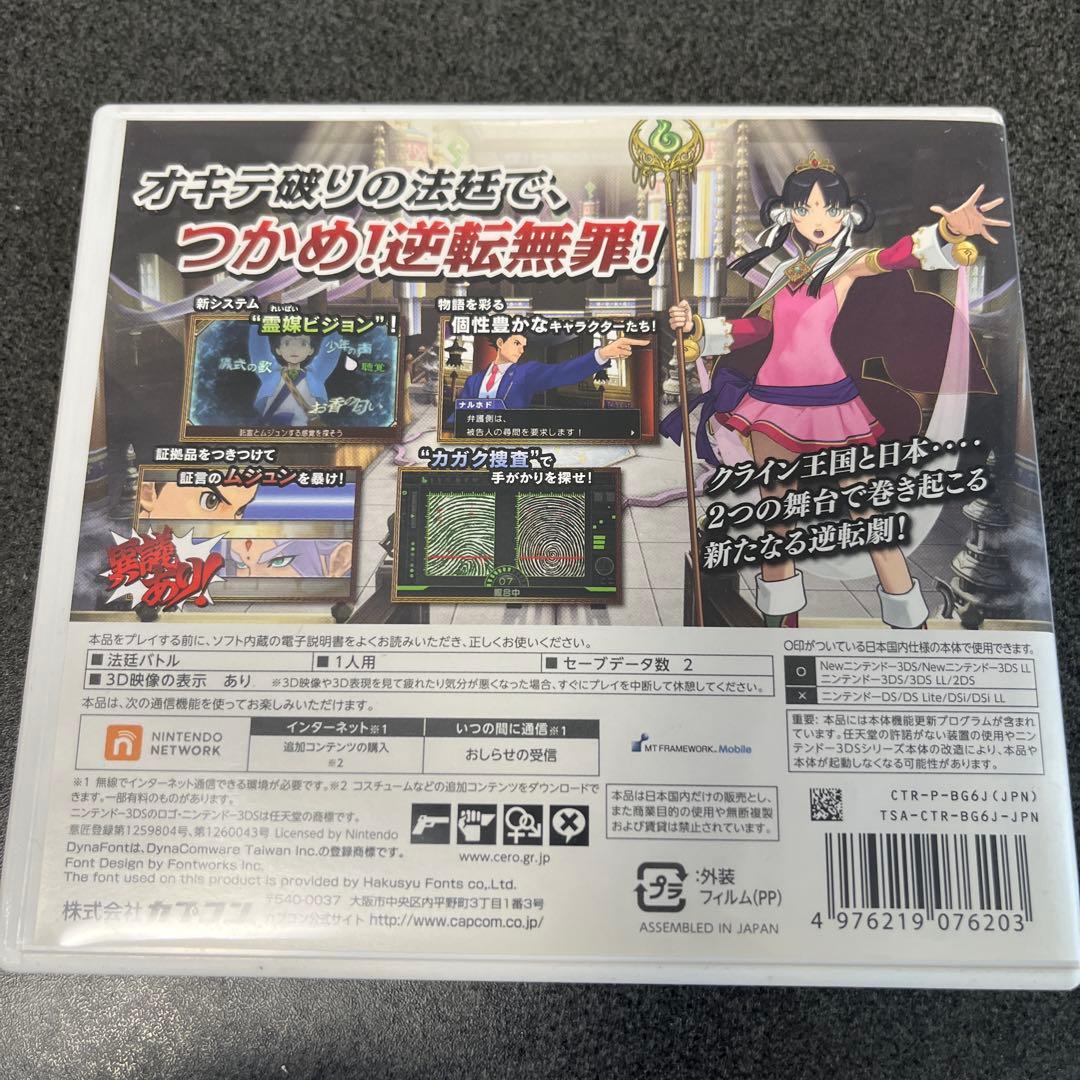 オキテ破りの法廷で、
つかめ!逆転無罪!
新システム
れいばい
“霊媒ビジョン”!
少年の声
儀式の歌
聴覚
お香の匂い
託宣とムジュンする感覚を探そう
物語を彩る
個性豊かなキャラクターたち!
ナルホド
弁護側は、
被告人の尋問を要求します!
証拠品をつきつけて
証言のムジュンを暴け!
異議あり!
“カガク捜査”で
手がかりを探せ!
07
照合中
クライン王国と日本‥‥
2つの舞台で巻き起こる
新たなる逆転劇!
本品をプレイする前に、ソフト内蔵の電子説明書をよくお読みいただき、正しくお使いください。
■法廷バトル
■1人用
■セーブデータ数 2
■3D映像の表示 あり ※3D映像や3D表現を見て疲れたり気分が悪くなった場合、すぐにプレイを中断して休憩してください。
本品は、次の通信機能を使ってお楽しみいただけます。
NINTENDO
NETWORK
インターネット※1
追加コンテンツの購入
※2
いつの間に通信※1
おしらせの受信
MT FRAMEWORK Mobile
○印がついている日本国内仕様の本体で使用できます。
○ Newニンテンドー3DS/Newニンテンドー3DS LL
ニンテンドー3DS/3DS LL/2DS
× ニンテンドーDS/DS Lite/DSi/DSi LL
重要: 本品には本体機能更新プログラムが含まれ
ています。任天堂の許諾がない装置の使用やニン
テンドー3DSシリーズ本体の改造により、本品や
本体が起動しなくなる可能性があります。
※1 無線でインターネット通信できる環境が必要です。※2 コスチュームなどの追加コンテンツをダウンロードで
きます。一部有料のものがあります。
ニンテンドー3DSのロゴ・ニンテンドー3DSは任天堂の商標です。
意匠登録第1259804号、第1260043号 Licensed by Nintendo
DynaFontは、DynaComware Taiwan Inc.の登録商標です。
Font Design by Fontworks Inc.
The font used on this product is provided by Hakusyu Fonts co,.Ltd.
www.cero.gr.jp
本品は日本国内だけの販売とし、
また商業目的の使用や無断複製
および賃貸は禁止されています。
CTR-P-BG6J(JPN)
TSA-CTR-BG6J-JPN
プラ
:外装
フィルム(PP)
ASSEMBLED IN JAPAN
4 976219 076203
株式会社カプコン
〒540-0037 大阪市中央区内平野町3丁目1番3号
カプコン公式サイト http://www.capcom.co.jp/